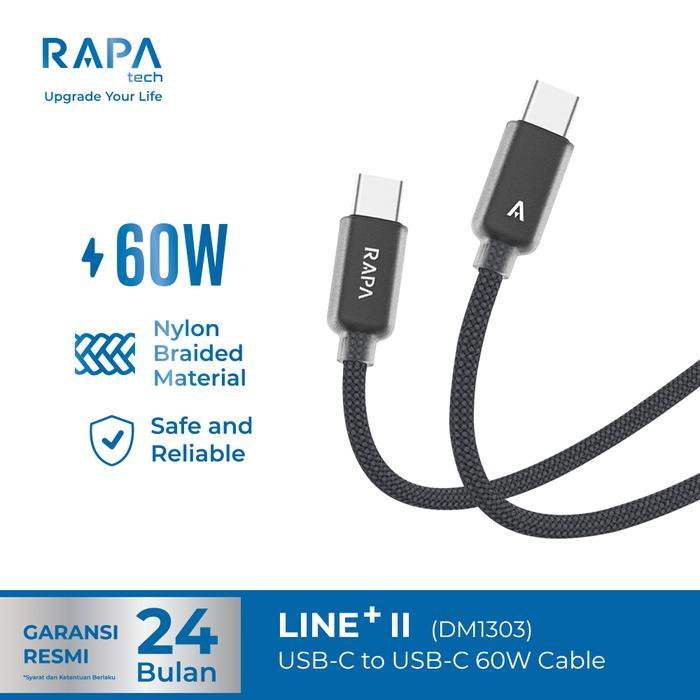 RAPA
tech
Upgrade Your Life
60W
Nylon
Braided
Material
Safe and
Reliable
RAPA
GARANSI
RESMI
*Syarat dan Ketentuan Berlaku
24
Bulan
LINE+ II (DM1303)
USB-C to USB-C 60W Cable